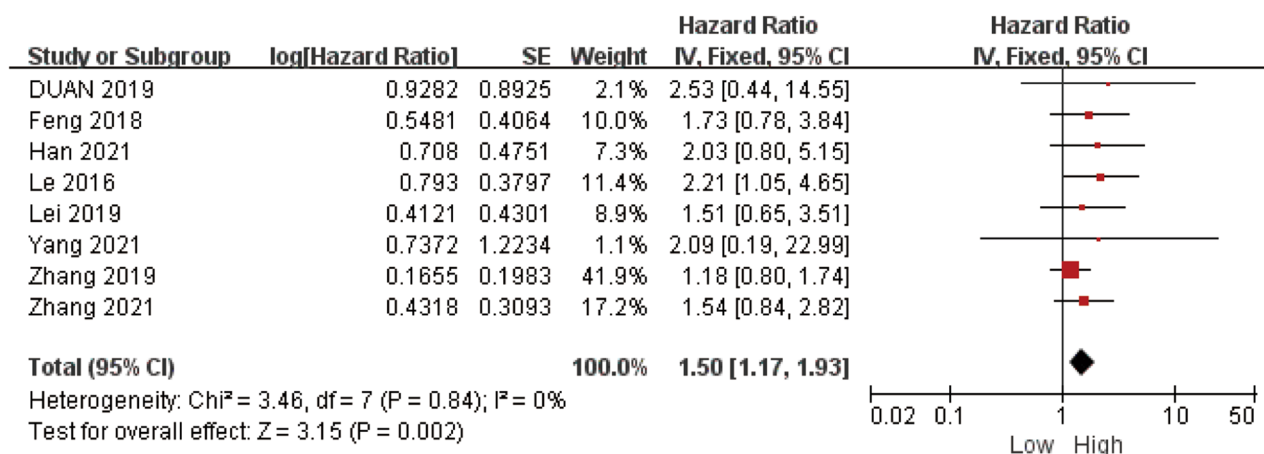 Hazard Ratio Hazard Ratio
Study or Subgroup log[Hazard Ratio] SE Weight IV, Fixed, 95% CI IV, Fixed, 95% CI
DUAN 2019 0.9282 0.8925 2.1% 2.53 [0.44, 14.55]
Feng 2018 0.5481 0.4064 10.0% 1.73 [0.78, 3.84]
Han 2021 0.708 0.4751 7.3% 2.03 [0.80, 5.15]
Le 2016 0.793 0.3797 11.4% 2.21 [1.05, 4.65]
Lei 2019 0.4121 0.4301 8.9% 1.51 [0.65, 3.51]
Yang 2021 0.7372 1.2234 1.1% 2.09 [0.19, 22.99]
Zhang 2019 0.1655 0.1983 41.9% 1.18 [0.80, 1.74]
Zhang 2021 0.4318 0.3093 17.2% 1.54 [0.84, 2.82]
Total (95% CI) 100.0% 1.50 [1.17, 1.93]
Heterogeneity: Chi² = 3.46, df = 7 (P = 0.84); I² = 0%
Test for overall effect: Z = 3.15 (P = 0.002)
0.02 0.1 1 10 50
Low High